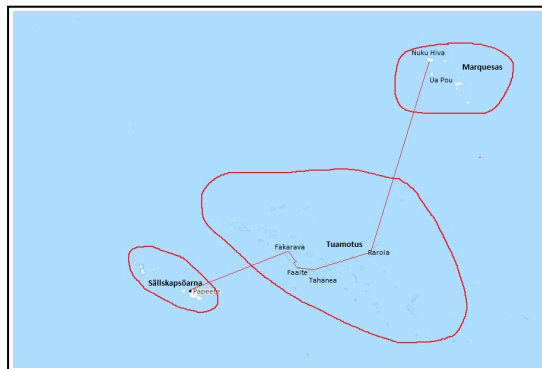 Nuku Hiva
Marquesas
Ua Pou
Tuamotus
Fakarava
Raroia
Faaite
Tahanea
Sällskapsöarna
Papeete